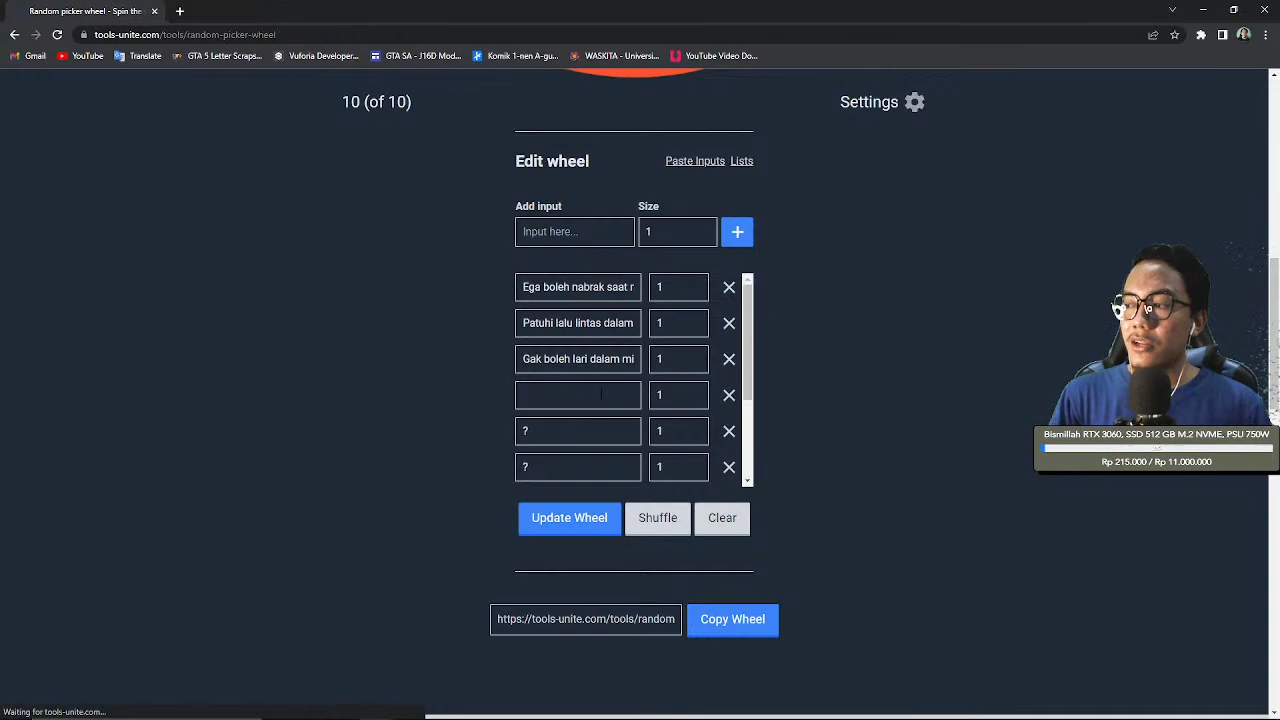 Random picker wheel - Spin the
tools-unite.com/tools/random-picker-wheel
Gmail YouTube Translate GTA 5 Letter Scraps... Vuforia Developer... GTA SA - J16D Mod... Komik 1-nen A-gu... WASKITA - Universi... YouTube Video Do...
10 (of 10)
Settings
Edit wheel
Paste Inputs Lists
Add input Size
Input here... 1 +
Ega boleh nabrak saat r 1
Patuhi lalu lintas dalam 1
Gak boleh lari dalam mi 1
1
? 1
? 1
Update Wheel Shuffle Clear
https://tools-unite.com/tools/random Copy Wheel
Bismillah RTX 3060, SSD 512 GB M.2 NVME, PSU 750W
Rp 215.000 / Rp 11.000.000
Waiting for tools-unite.com...